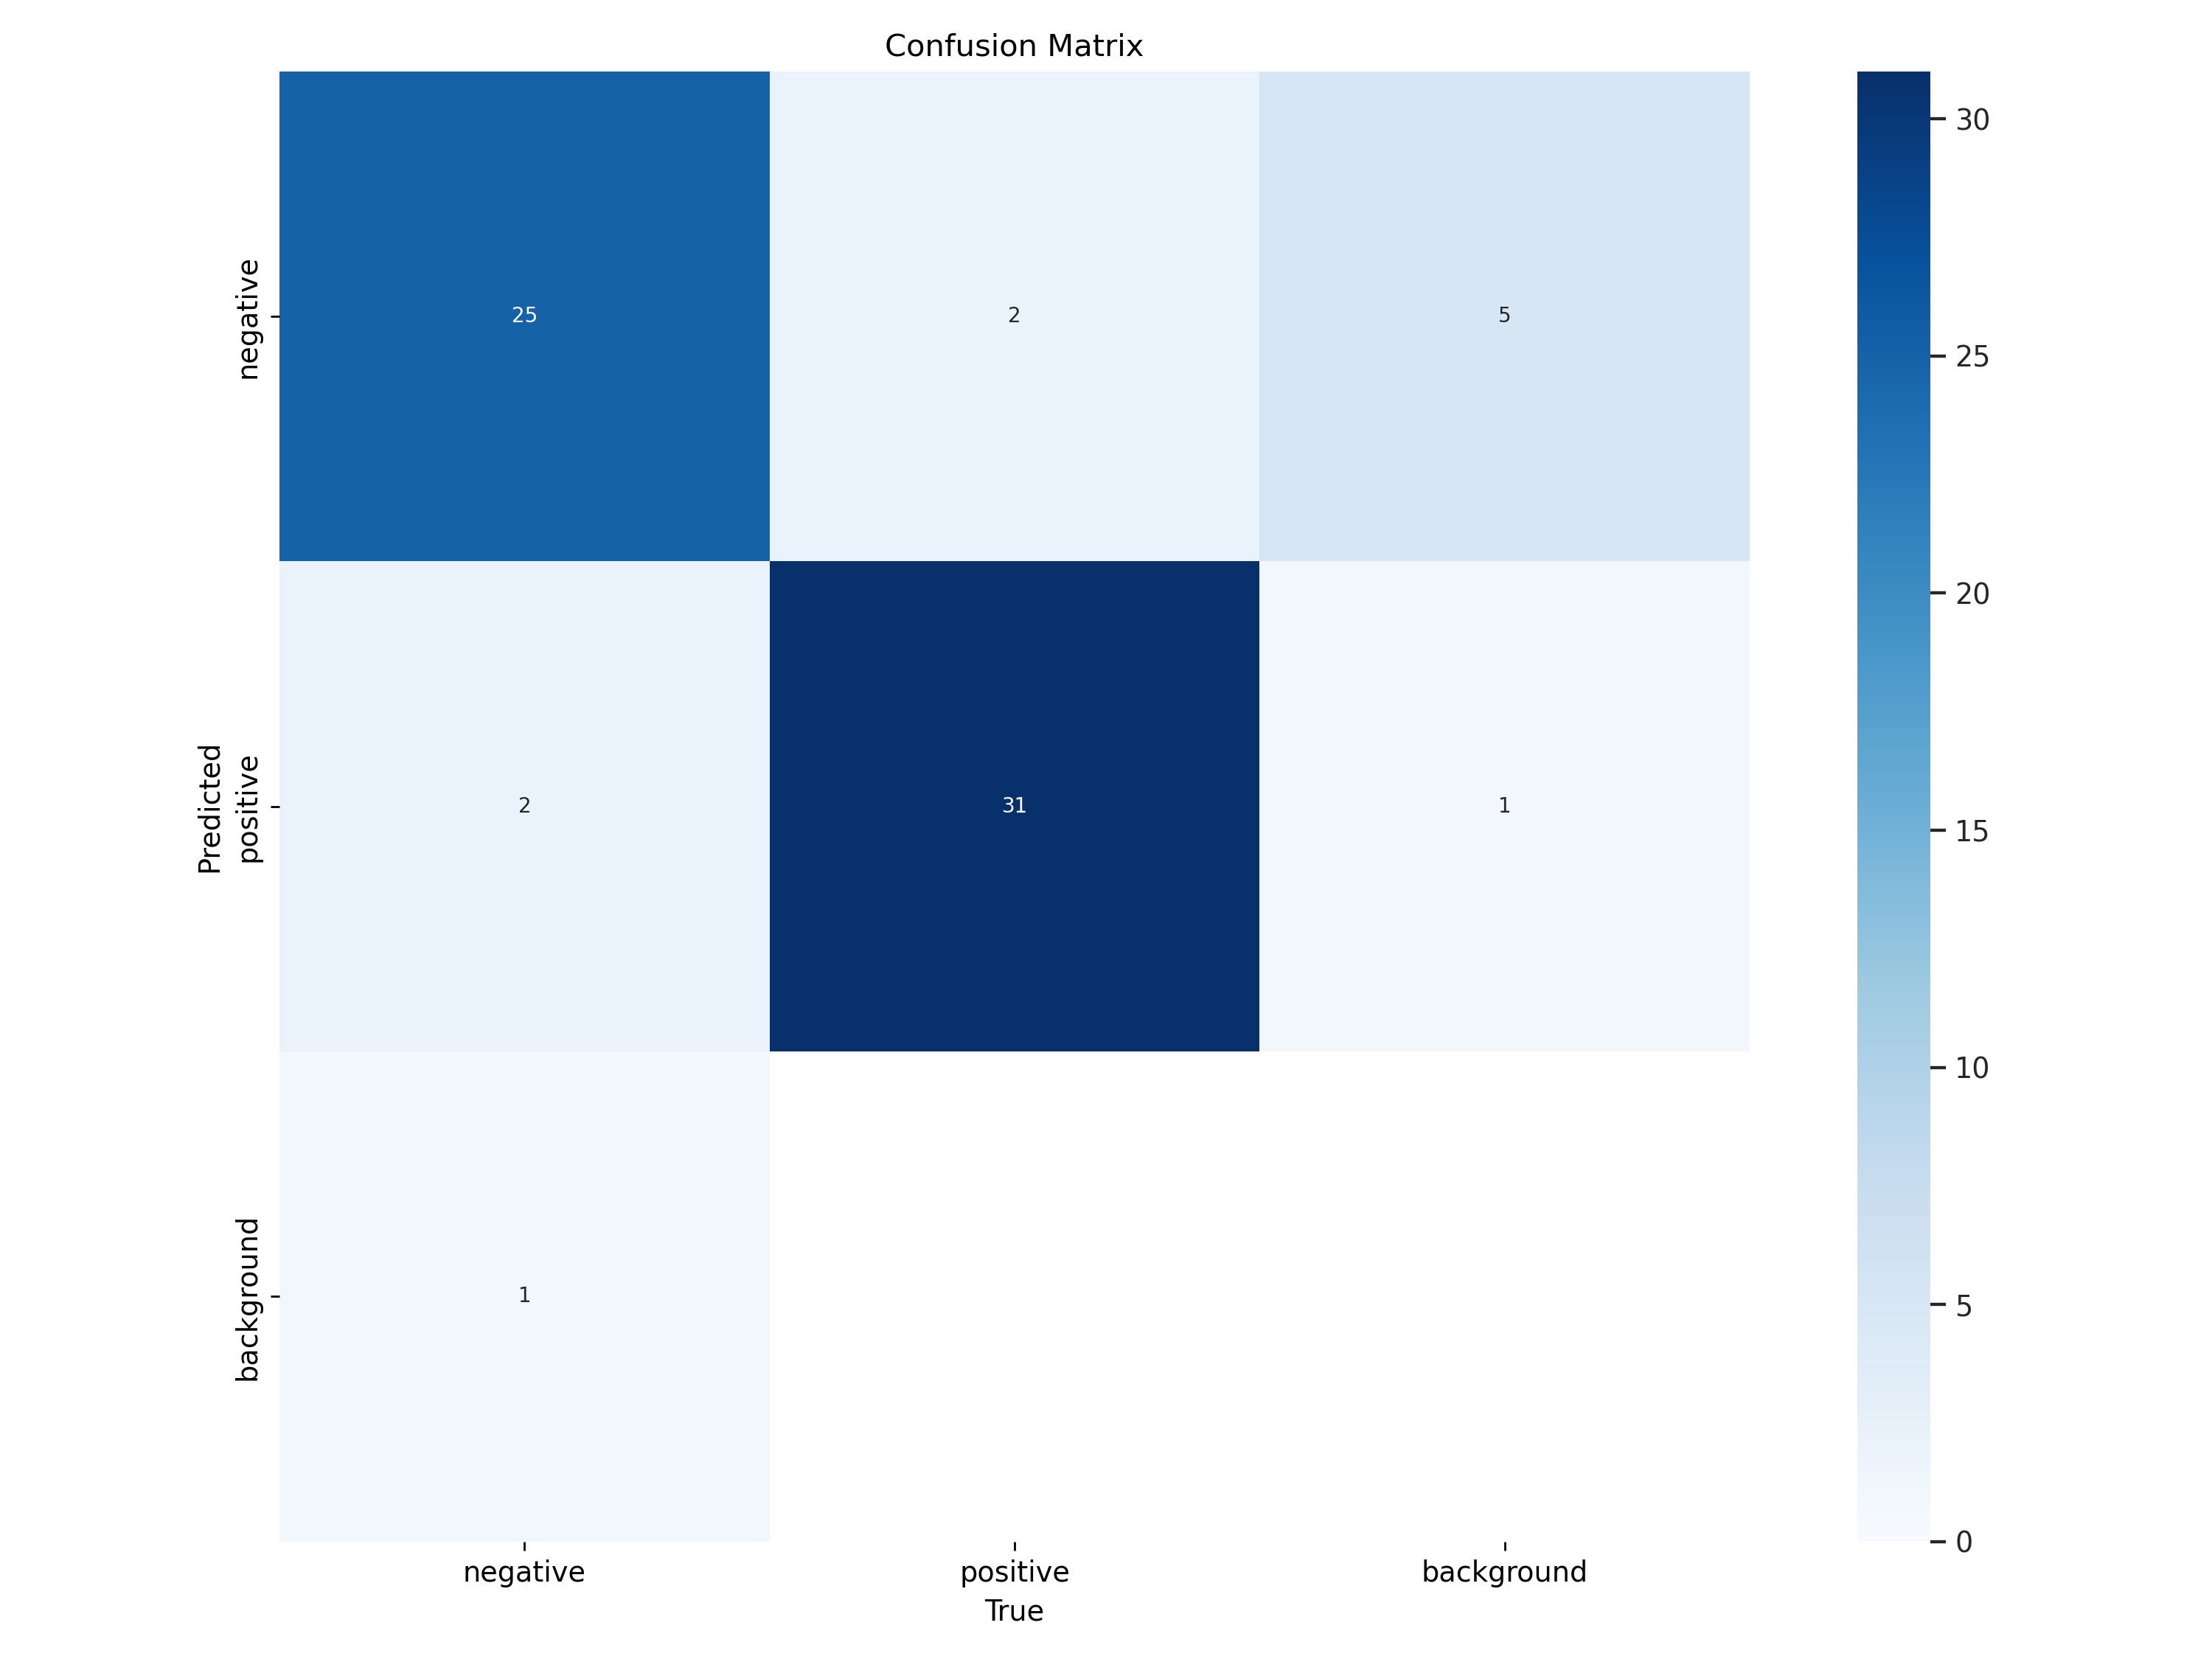 Confusion Matrix
negative
25
2
5
Predicted
positive
2
31
1
background
1
negative
positive
background
True
30
25
20
15
10
5
0